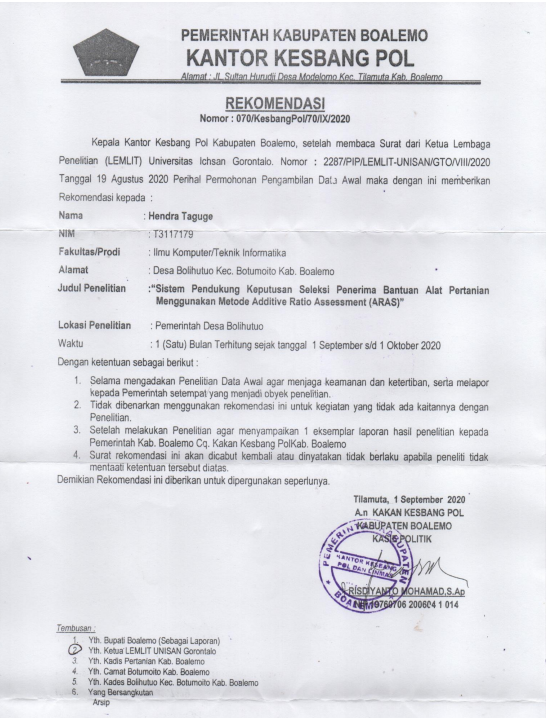 PEMERINTAH KABUPATEN BOALEMO
KANTOR KESBANG POL
Alamat : JL. Sultan Hurudji Desa Modelomo Kec. Tilamuta Kab. Boalemo
REKOMENDASI
Nomor : 070/KesbangPol/70/IX/2020
Kepala Kantor Kesbang Pol Kabupaten Boalemo, setelah membaca Surat dari Ketua Lembaga
Penelitian (LEMLIT) Universitas Ichsan Gorontalo. Nomor : 2287/PIP/LEMLIT-UNISAN/GTO/VIII/2020
Tanggal 19 Agustus 2020 Perihal Permohonan Pengambilan Data Awal maka dengan ini memberikan
Rekomendasi kepada :
Nama : Hendra Taguge
NIM : T3117179
Fakultas/Prodi : Ilmu Komputer/Teknik Informatika
Alamat : Desa Bolihutuo Kec. Botumoito Kab. Boalemo
Judul Penelitian :"Sistem Pendukung Keputusan Seleksi Penerima Bantuan Alat Pertanian
Menggunakan Metode Additive Ratio Assessment (ARAS)"
Lokasi Penelitian : Pemerintah Desa Bolihutuo
Waktu : 1 (Satu) Bulan Terhitung sejak tanggal 1 September s/d 1 Oktober 2020
Dengan ketentuan sebagai berikut :
1. Selama mengadakan Penelitian Data Awal agar menjaga keamanan dan ketertiban, serta melapor
kepada Pemerintah setempat yang menjadi obyek penelitian.
2. Tidak dibenarkan menggunakan rekomendasi ini untuk kegiatan yang tidak ada kaitannya dengan
Penelitian.
3. Setelah melakukan Penelitian agar menyampaikan 1 eksemplar laporan hasil penelitian kepada
Pemerintah Kab. Boalemo Cq. Kakan Kesbang PolKab. Boalemo
4. Surat rekomendasi ini akan dicabut kembali atau dinyatakan tidak berlaku apabila peneliti tidak
mentaati ketentuan tersebut diatas.
Demikian Rekomendasi ini diberikan untuk dipergunakan seperlunya.
Tilamuta, 1 September 2020
A.n KAKAN KESBANG POL
KABUPATEN BOALEMO
KASIE POLITIK
PEMERINTAH KABUPATEN
KANTOR KESBANG
POL DAN LINMAS
BOALEMO
RISDIYANTO MOHAMAD,S.Ap
NIP. 19760706 200604 1 014
Tembusan :
1. Yth. Bupati Boalemo (Sebagai Laporan)
2. Yth. Ketua LEMLIT UNISAN Gorontalo
3. Yth. Kadis Pertanian Kab. Boalemo
4. Yth. Camat Botumoito Kab. Boalemo
5. Yth. Kades Bolihutuo Kec. Botumoito Kab. Boalemo
6. Yang Bersangkutan
Arsip